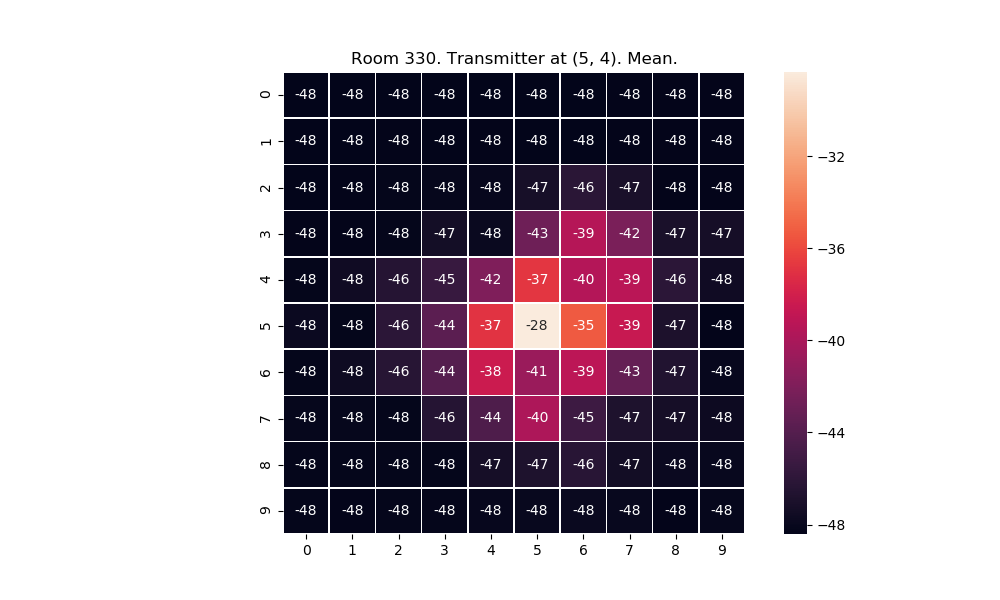 Room 330. Transmitter at (5, 4). Mean.
0 -48 -48 -48 -48 -48 -48 -48 -48 -48 -48
1 -48 -48 -48 -48 -48 -48 -48 -48 -48 -48
2 -48 -48 -48 -48 -48 -47 -46 -47 -48 -48
−32
3 -48 -48 -48 -47 -48 -43 -39 -42 -47 -47
−36
4 -48 -48 -46 -45 -42 -37 -40 -39 -46 -48
5 -48 -48 -46 -44 -37 -28 -35 -39 -47 -48
−40
6 -48 -48 -46 -44 -38 -41 -39 -43 -47 -48
7 -48 -48 -48 -46 -44 -40 -45 -47 -47 -48
−44
8 -48 -48 -48 -48 -47 -47 -46 -47 -48 -48
9 -48 -48 -48 -48 -48 -48 -48 -48 -48 -48
−48
0 1 2 3 4 5 6 7 8 9